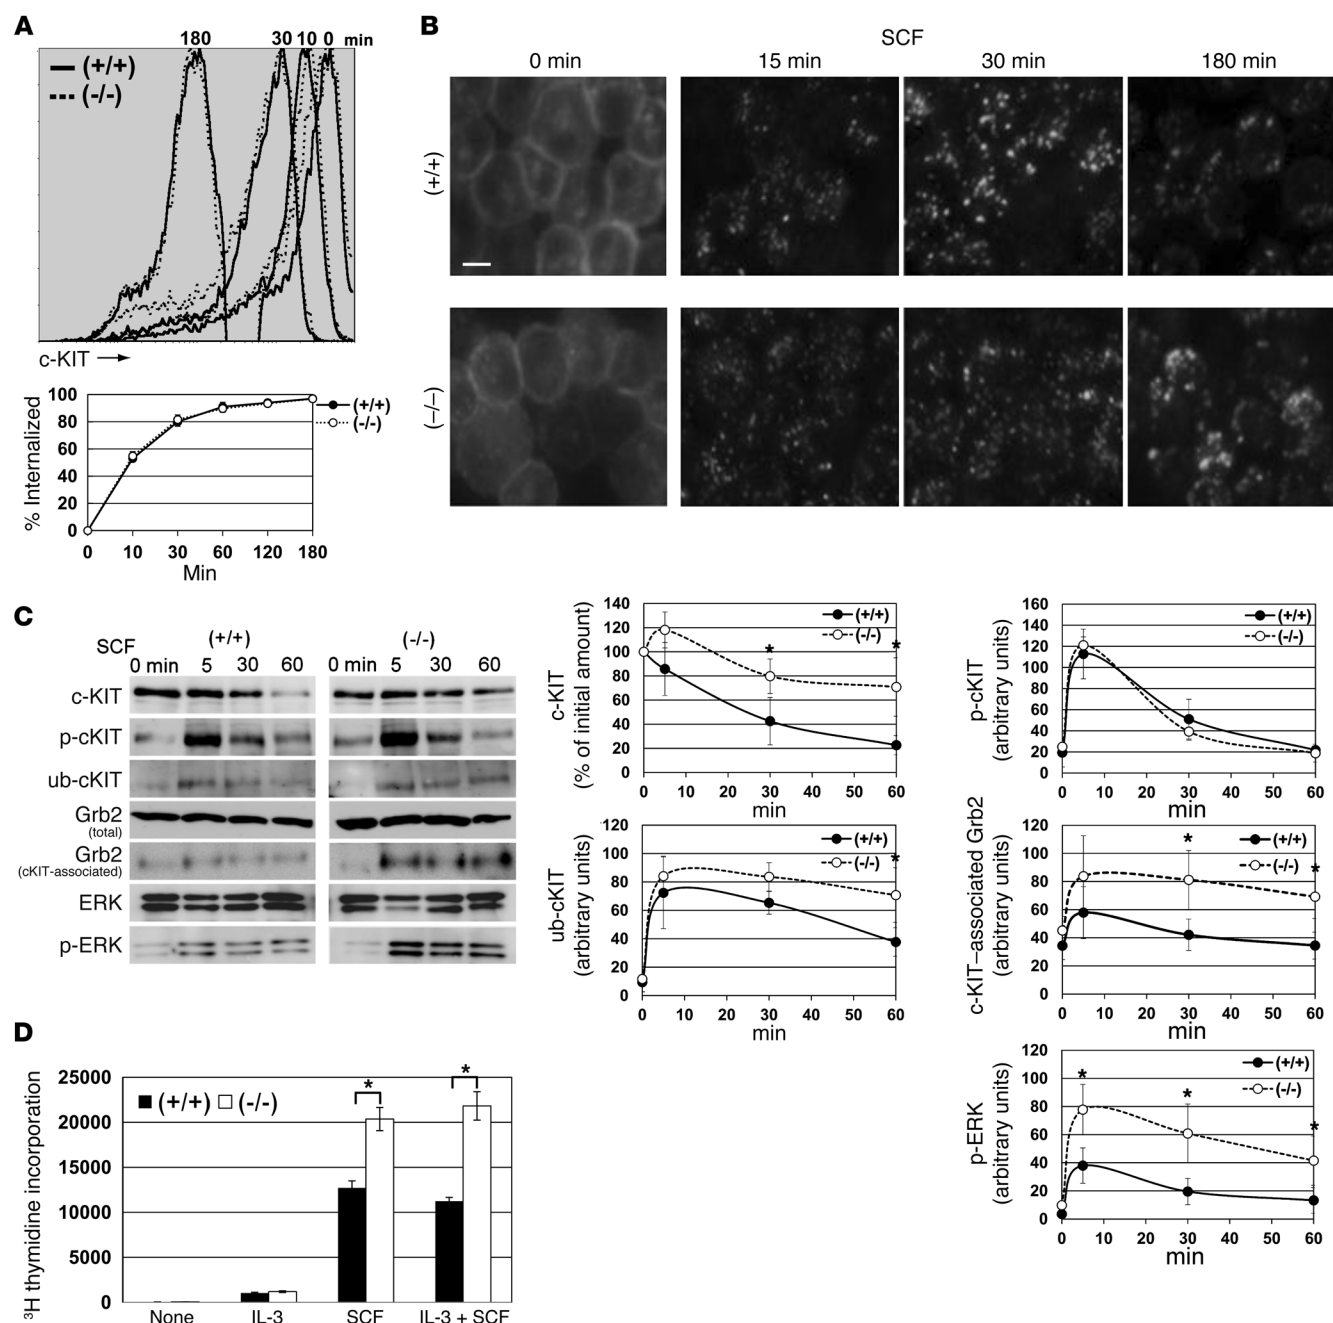 A
180 30 10 0 min
(+/+)
(-/-)
c-KIT
% Internalized
100
80
60
40
20
0
0 10 30 60 120 180
Min
(+/+)
(-/-)
B
SCF
0 min 15 min 30 min 180 min
(+/+)
(–/–)
C
SCF (+/+) (-/-)
0 min 5 30 60 0 min 5 30 60
c-KIT
p-cKIT
ub-cKIT
Grb2
(total)
Grb2
(cKIT-associated)
ERK
p-ERK
c-KIT
(% of initial amount)
140
120
100
80
60
40
20
0
(+/+)
(-/-)
* *
0 10 20 30 40 50 60
min
p-cKIT
(arbitrary units)
160
140
120
100
80
60
40
20
0
(+/+)
(-/-)
0 10 20 30 40 50 60
min
ub-cKIT
(arbitrary units)
120
100
80
60
40
20
0
(+/+)
(-/-)
*
0 10 20 30 40 50 60
min
c-KIT–associated Grb2
(arbitrary units)
120
100
80
60
40
20
0
(+/+)
(-/-)
* *
0 10 20 30 40 50 60
min
p-ERK
(arbitrary units)
120
100
80
60
40
20
0
(+/+)
(-/-)
* * *
0 10 20 30 40 50 60
min
D
³H thymidine incorporation
25000
20000
15000
10000
5000
0
(+/+) (-/-)
* *
None IL-3 SCF IL-3 + SCF